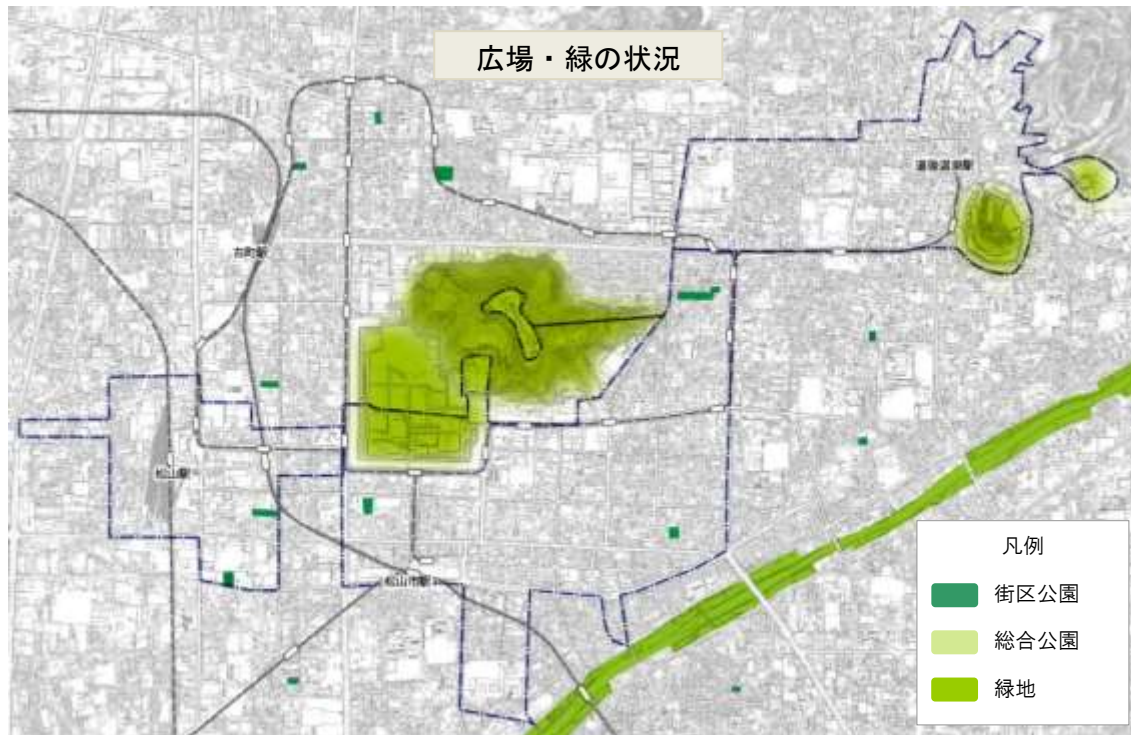 広場・緑の状況
道後温泉駅
古町駅
松山駅
松山市駅
凡例
街区公園
総合公園
緑地